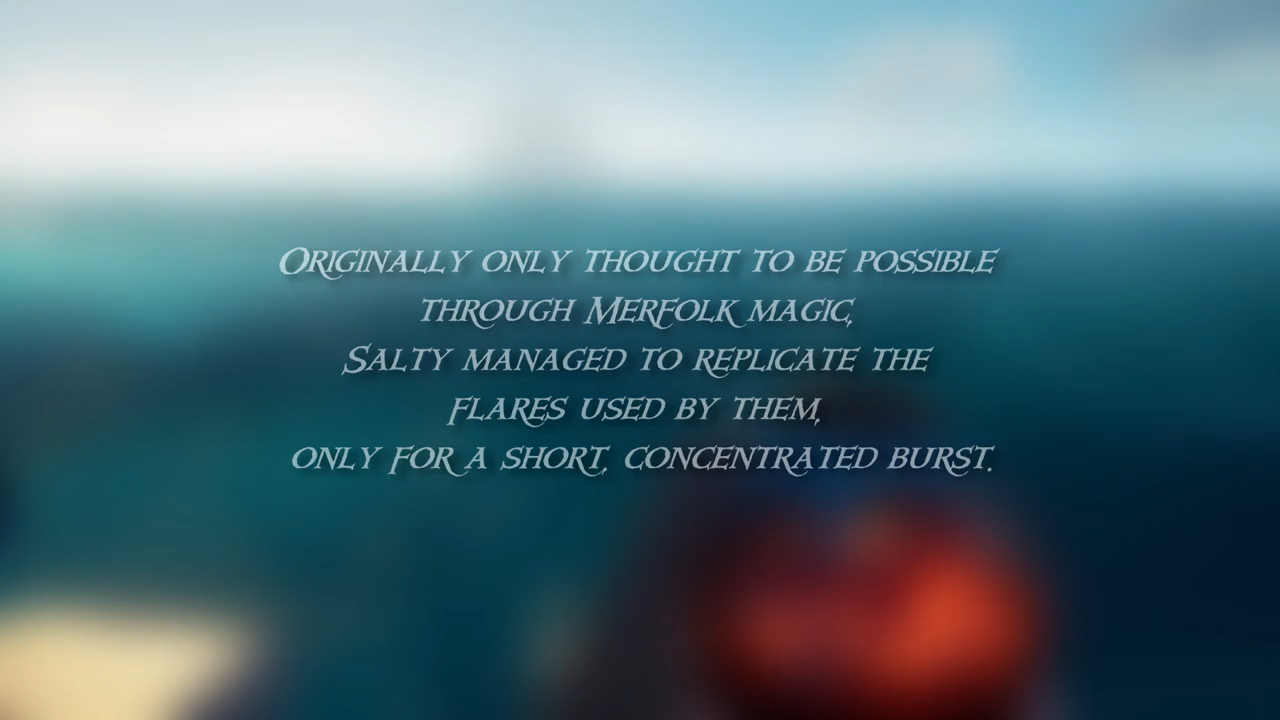 Originally only thought to be possible
through Merfolk magic,
Salty managed to replicate the
flares used by them,
only for a short, concentrated burst.